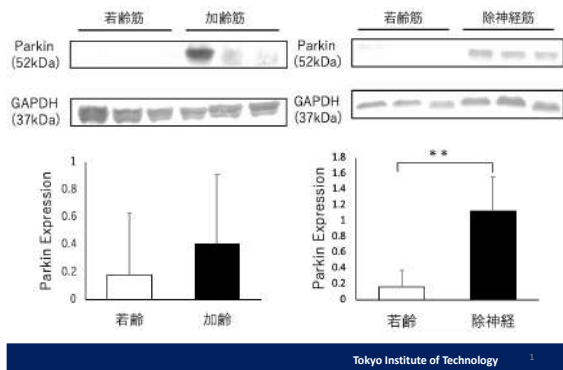 若齢筋 加齢筋
Parkin
(52kDa)
GAPDH
(37kDa)
若齢筋 除神経筋
Parkin
(52kDa)
GAPDH
(37kDa)
Parkin Expression
1
0.8
0.6
0.4
0.2
0
若齢 加齢
Parkin Expression
1.8
1.6
1.4
1.2
1
0.8
0.6
0.4
0.2
0
**
若齢 除神経
Tokyo Institute of Technology 1